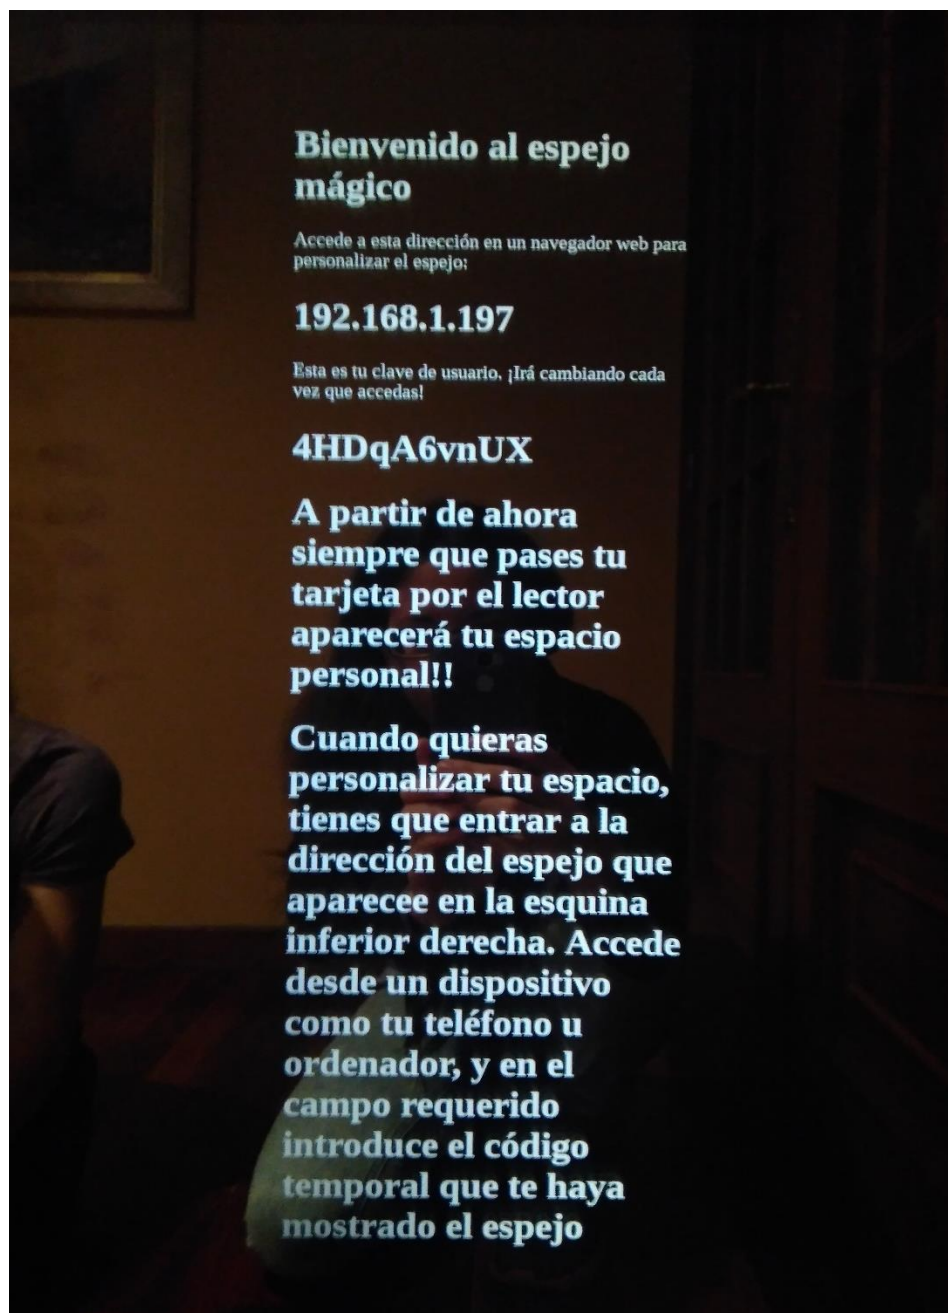 Bienvenido al espejo
mágico
Accede a esta dirección en un navegador web para
personalizar el espejo:
192.168.1.197
Esta es tu clave de usuario. ¡Irá cambiando cada
vez que accedas!
4HDqA6vnUX
A partir de ahora
siempre que pases tu
tarjeta por el lector
aparecerá tu espacio
personal!!
Cuando quieras
personalizar tu espacio,
tienes que entrar a la
dirección del espejo que
aparecee en la esquina
inferior derecha. Accede
desde un dispositivo
como tu teléfono u
ordenador, y en el
campo requerido
introduce el código
temporal que te haya
mostrado el espejo